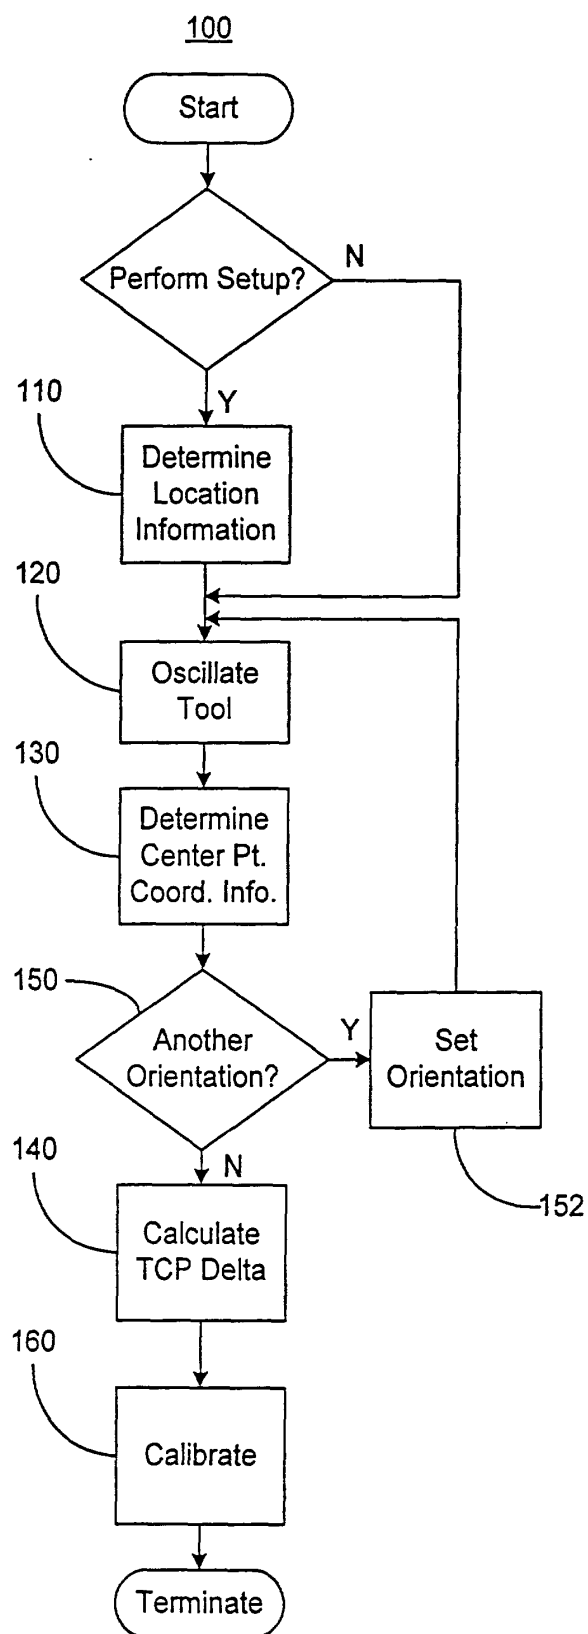 100
Start
Perform Setup?
N
Y
110
Determine
Location
Information
120
Oscillate
Tool
130
Determine
Center Pt.
Coord. Info.
150
Another
Orientation?
Y
Set
Orientation
152
N
140
Calculate
TCP Delta
160
Calibrate
Terminate